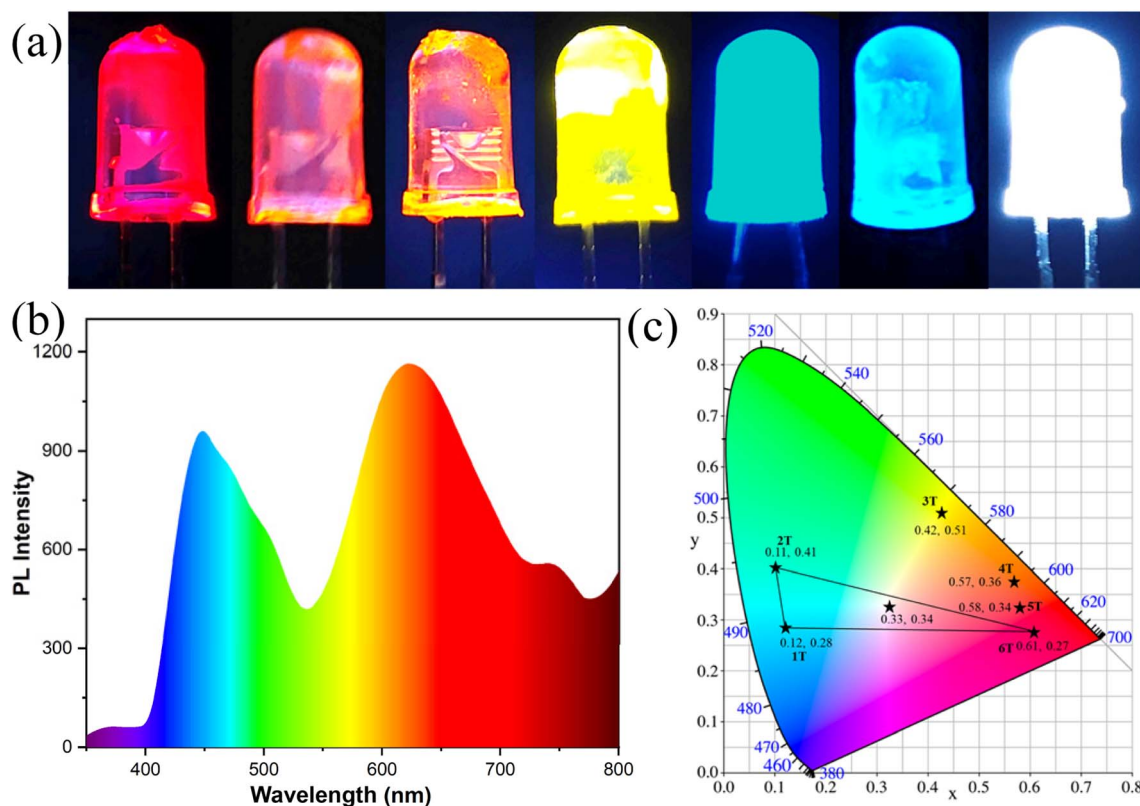 (a)
(b)
1200
900
600
300
0
PL Intensity
400 500 600 700 800
Wavelength (nm)
(c)
0.9
0.8
0.7
0.6
0.5
y
0.4
0.3
0.2
0.1
0.0
520
540
560
500
3T
580
0.42, 0.51
2T
0.11, 0.41
4T
600
0.57, 0.36
620
0.58, 0.34 5T
0.33, 0.34
490
0.12, 0.28
6T 0.61, 0.27
700
1T
480
470
460
380
0.0 0.1 0.2 0.3 0.4 0.5 0.6 0.7 0.8
x